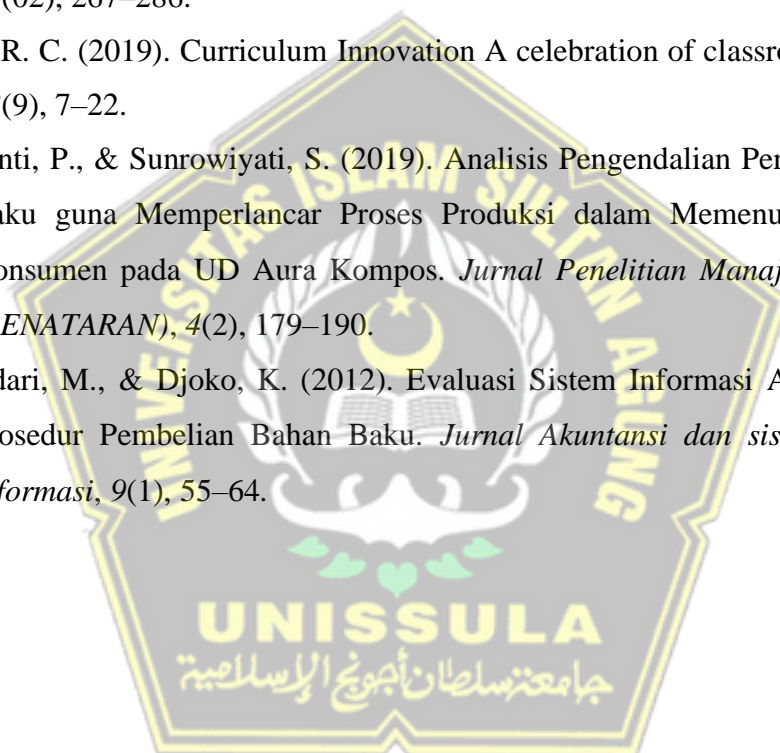 (02), 267–286.
R. C. (2019). Curriculum Innovation A celebration of classro
(9), 7–22.
nti, P., & Sunrowiyati, S. (2019). Analisis Pengendalian Per
aku guna Memperlancar Proses Produksi dalam Memenu
onsumen pada UD Aura Kompos. Jurnal Penelitian Manaj
ENATARAN), 4(2), 179–190.
dari, M., & Djoko, K. (2012). Evaluasi Sistem Informasi A
osedur Pembelian Bahan Baku. Jurnal Akuntansi dan sis
formasi, 9(1), 55–64.
UNIVERSITAS ISLAM SULTAN AGUNG
UNISSULA
جامعة سلطان أجونج الإسلامية